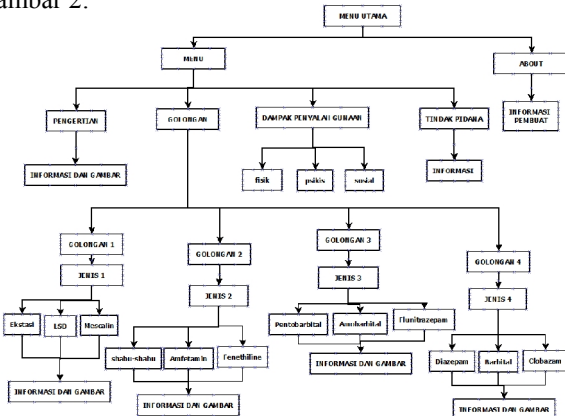 ambar 2.
MENU UTAMA
MENU
ABOUT
PENGERTIAN
GOLONGAN
DAMPAK PENYALAH GUNAAN
TINDAK PIDANA
INFORMASI
PEMBUAT
INFORMASI DAN GAMBAR
fisik
psikis
sosial
INFORMASI
GOLONGAN 1
GOLONGAN 2
GOLONGAN 3
GOLONGAN 4
JENIS 1
JENIS 2
JENIS 3
JENIS 4
Ekstasi
LSD
Mescalin
shabu-shabu
Amfetamin
Fenethiline
Pentobarbital
Amobarbital
Flunitrazepam
Diazepam
Barbital
Clobazam
INFORMASI DAN GAMBAR
INFORMASI DAN GAMBAR
INFORMASI DAN GAMBAR
INFORMASI DAN GAMBAR